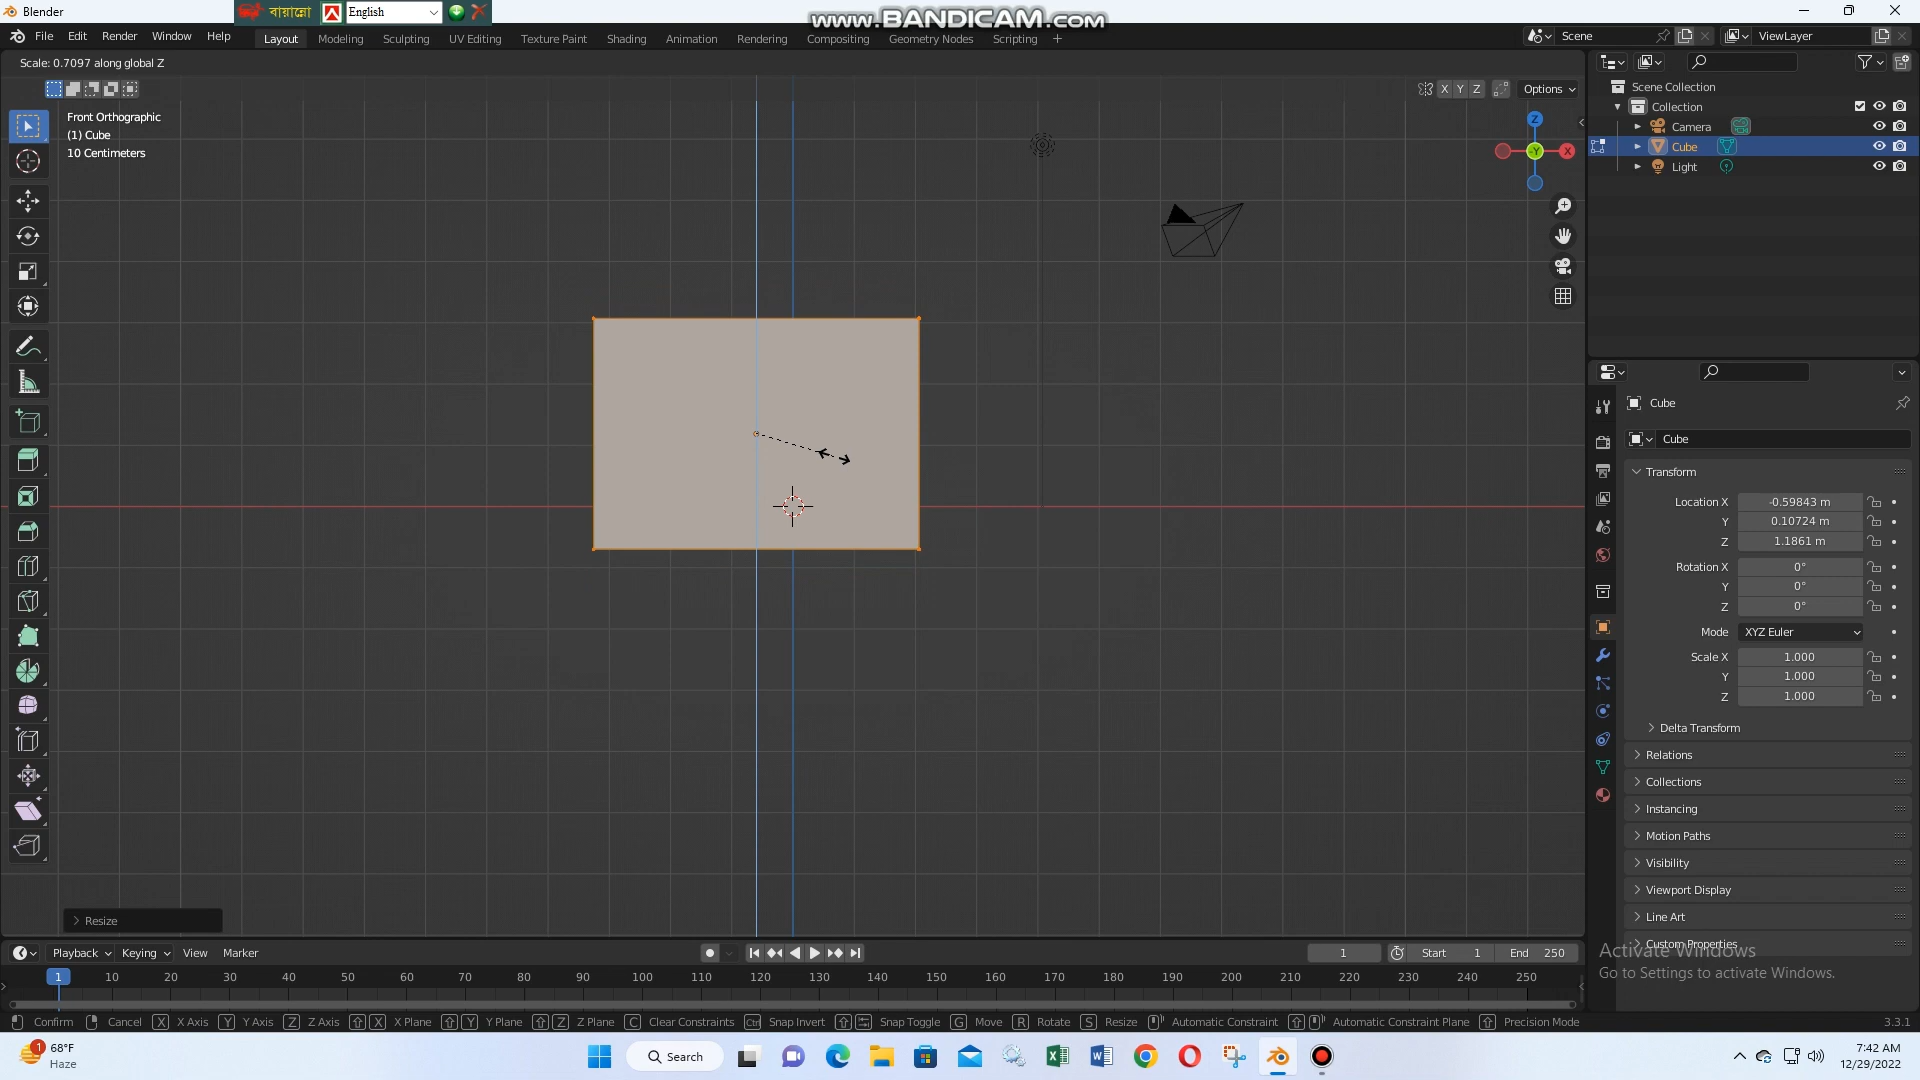 Blender
বায়ান্নো
English
www.BANDICAM.com
File Edit Render Window Help
Layout Modeling Sculpting UV Editing Texture Paint Shading Animation Rendering Compositing Geometry Nodes Scripting +
Scene
ViewLayer
Scale: 0.7097 along global Z
X Y Z
Options
Front Orthographic
(1) Cube
10 Centimeters
Z
-Y
X
Scene Collection
Collection
Camera
Cube
Light
Cube
Cube
Transform
Location X -0.59843 m
Y 0.10724 m
Z 1.1861 m
Rotation X 0°
Y 0°
Z 0°
Mode XYZ Euler
Scale X 1.000
Y 1.000
Z 1.000
Delta Transform
Relations
Collections
Instancing
Motion Paths
Visibility
Viewport Display
Line Art
Custom Properties
Activate Windows
Go to Settings to activate Windows.
Resize
Playback Keying View Marker
1
Start 1
End 250
1 10 20 30 40 50 60 70 80 90 100 110 120 130 140 150 160 170 180 190 200 210 220 230 240 250
Confirm Cancel X X Axis Y Y Axis Z Z Axis X X Plane Y Y Plane Z Z Plane C Clear Constraints Ctrl Snap Invert Snap Toggle G Move R Rotate S Resize Automatic Constraint Automatic Constraint Plane Precision Mode
3.3.1
1
68°F
Haze
Search
7:42 AM
12/29/2022